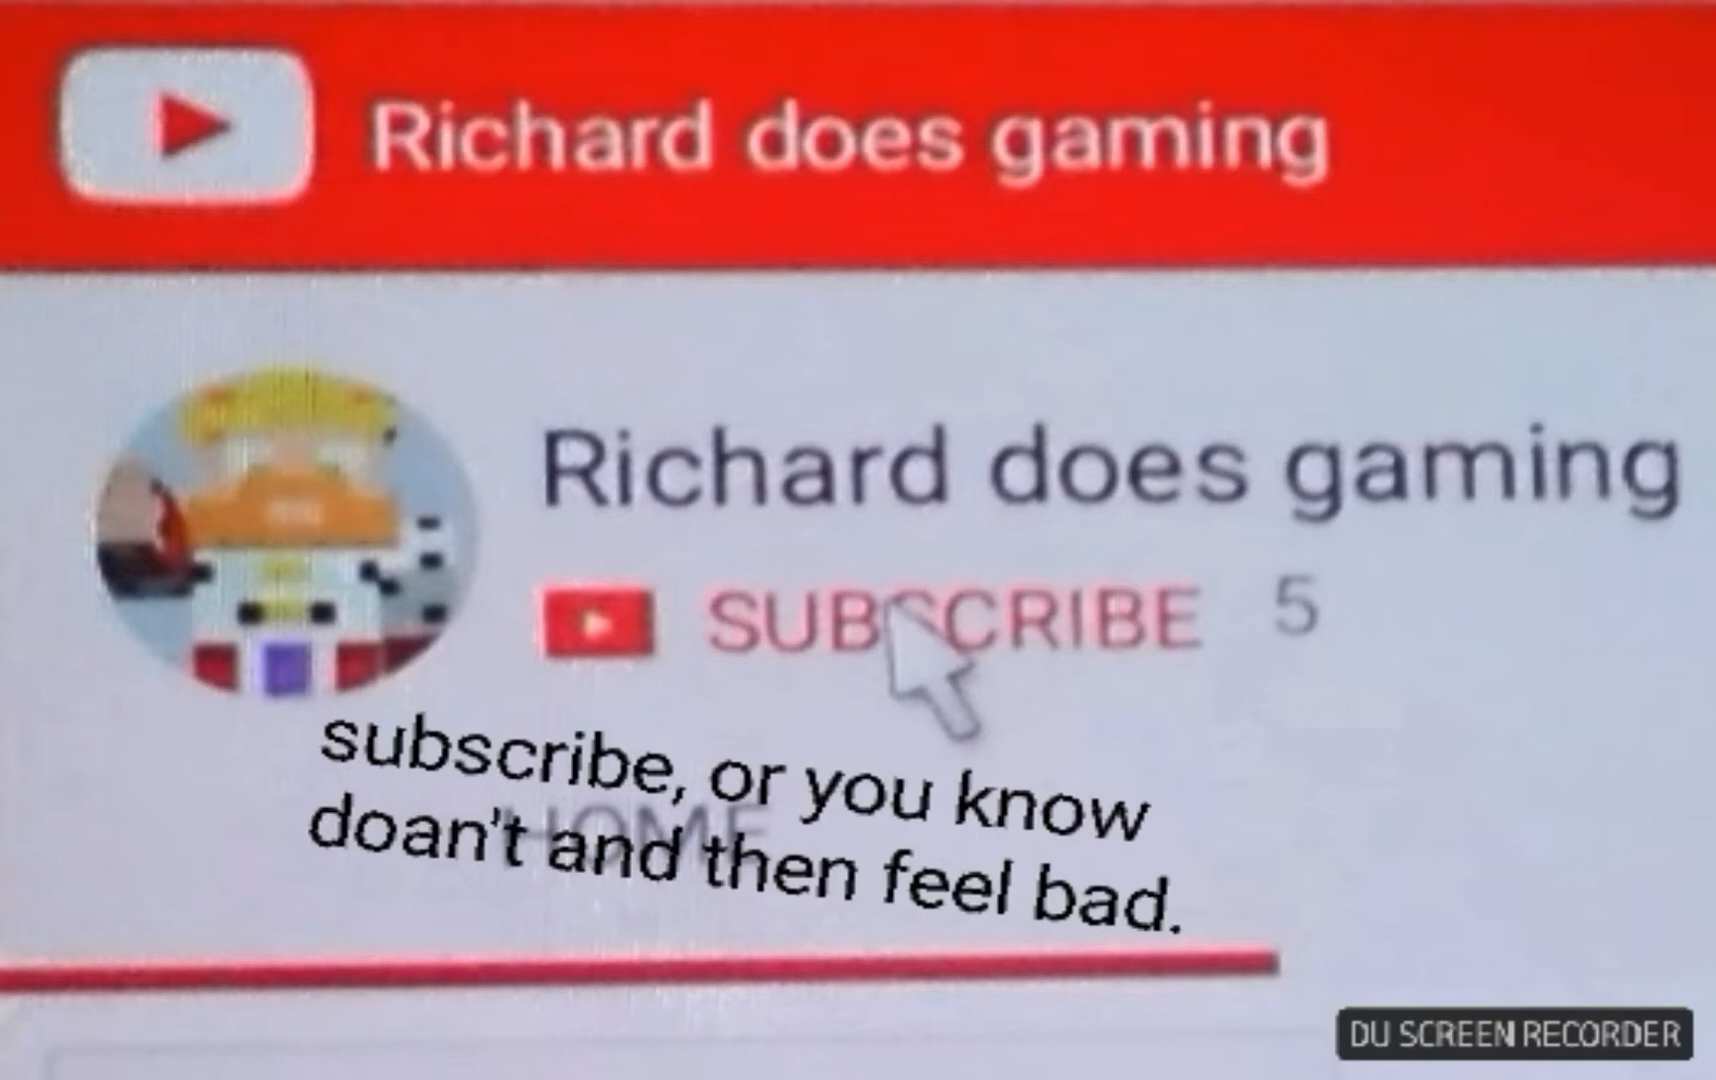 Richard does gaming
Richard does gaming
SUBSCRIBE 5
subscribe, or you know
doan't and then feel bad.
HOME
DU SCREEN RECORDER